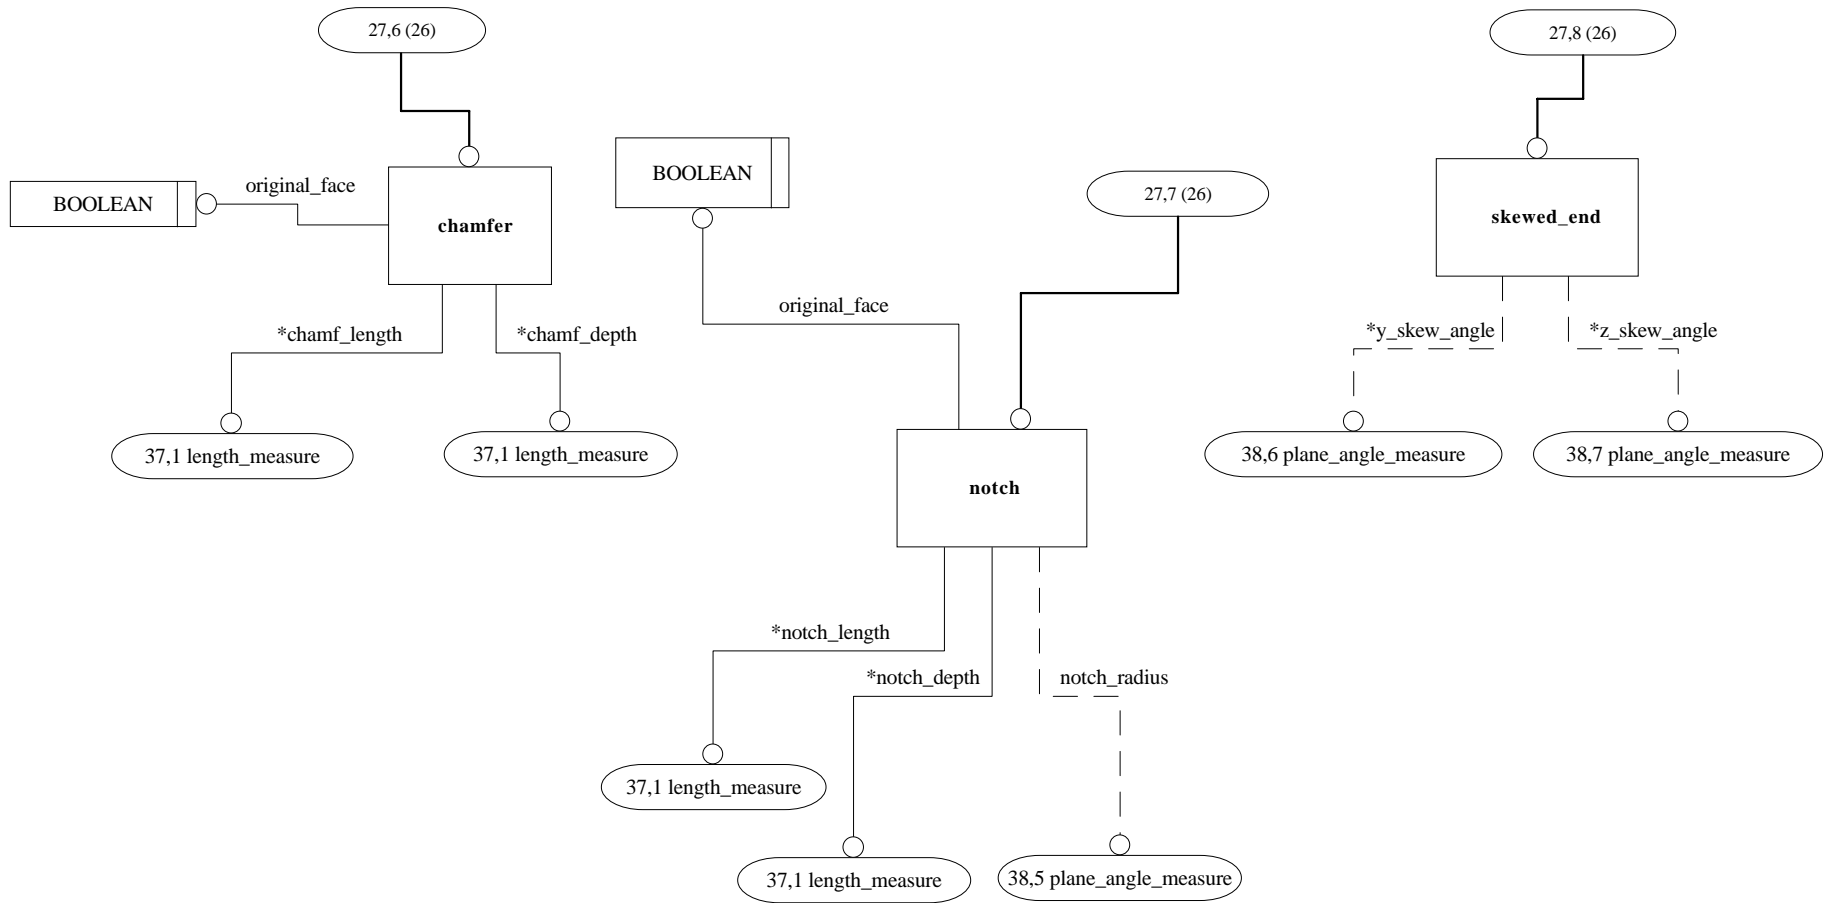 27,6 (26)
27,8 (26)
BOOLEAN
original_face
chamfer
BOOLEAN
27,7 (26)
skewed_end
*chamf_length
*chamf_depth
original_face
*y_skew_angle
*z_skew_angle
37,1 length_measure
37,1 length_measure
38,6 plane_angle_measure
38,7 plane_angle_measure
notch
*notch_length
*notch_depth
notch_radius
37,1 length_measure
37,1 length_measure
38,5 plane_angle_measure